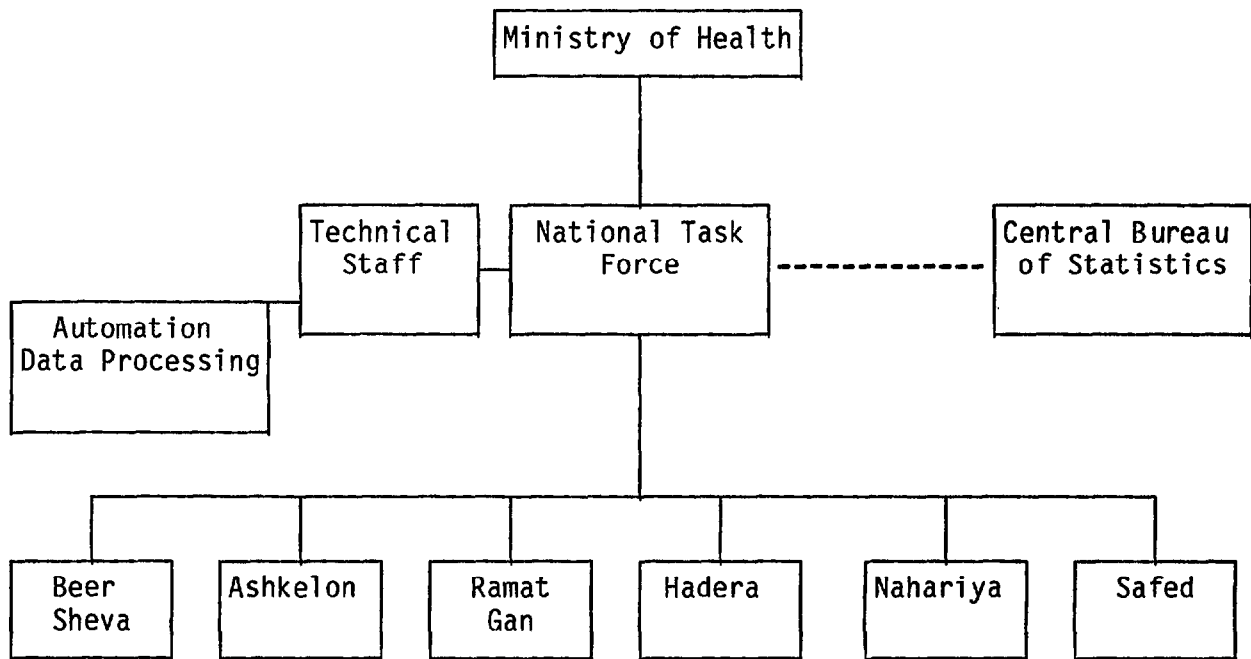 Ministry of Health
Technical
Staff
National Task
Force
Central Bureau
of Statistics
Automation
Data Processing
Beer
Sheva
Ashkelon
Ramat
Gan
Hadera
Nahariya
Safed